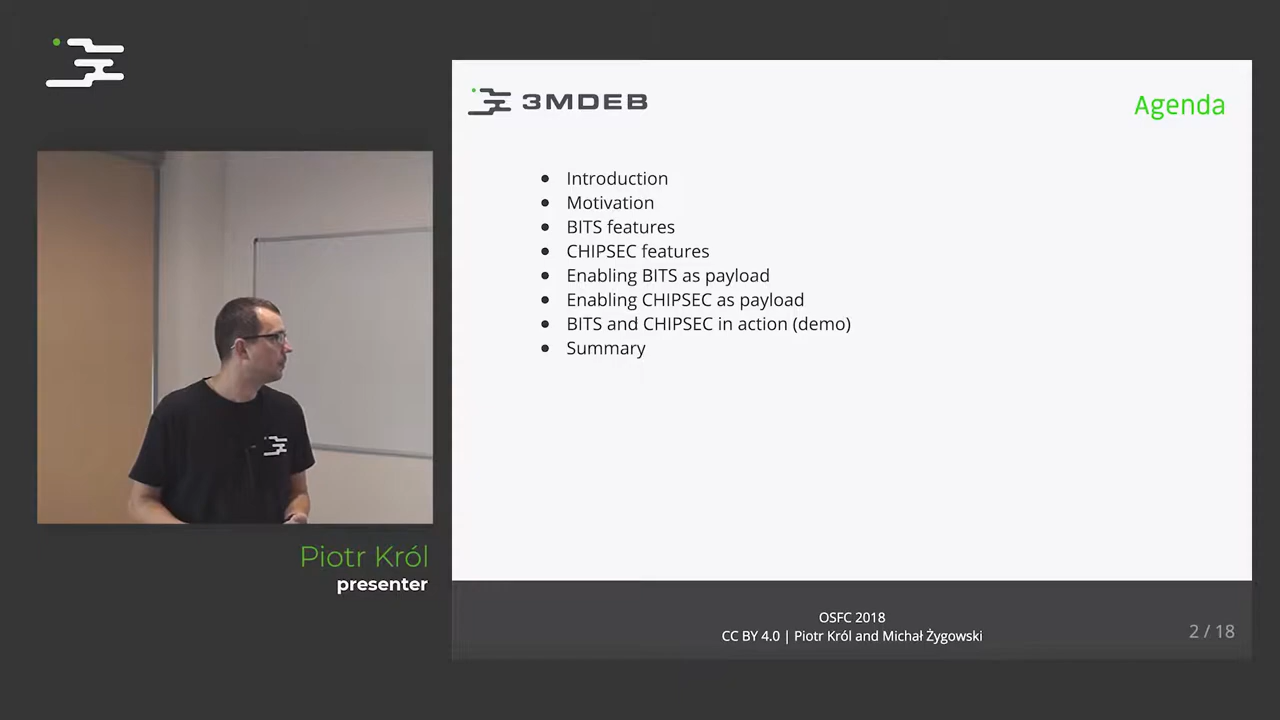 3MDEB
Agenda
Introduction
Motivation
BITS features
CHIPSEC features
Enabling BITS as payload
Enabling CHIPSEC as payload
BITS and CHIPSEC in action (demo)
Summary
Piotr Król
presenter
OSFC 2018
CC BY 4.0 | Piotr Król and Michał Żygowski
2 / 18